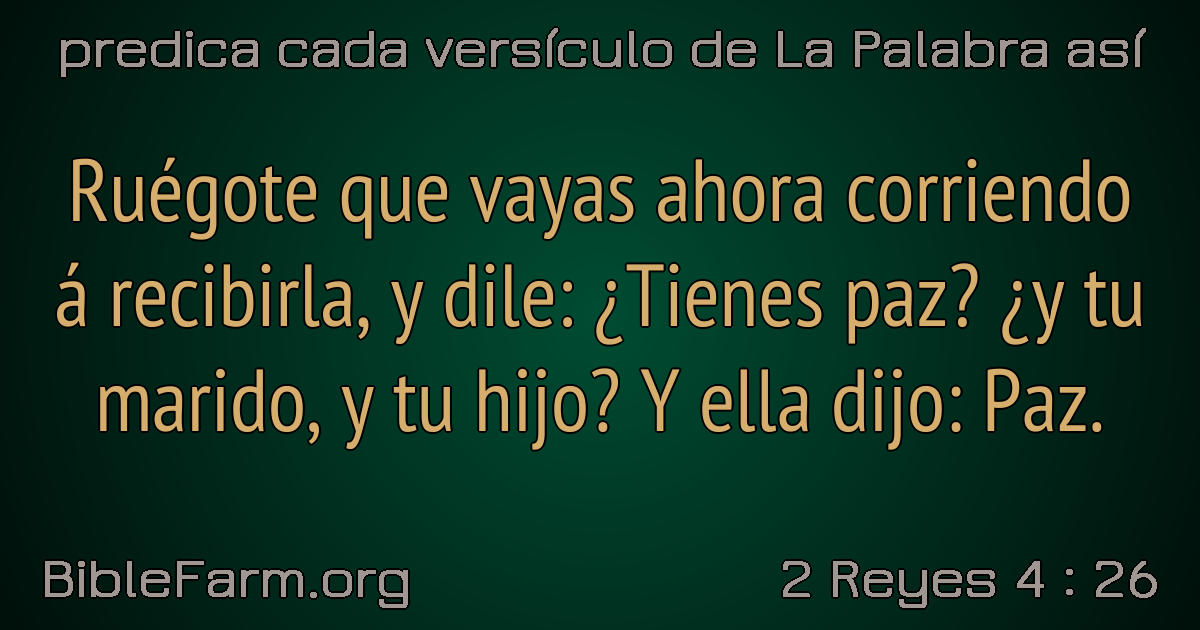 predica cada versículo de La Palabra así
Ruégote que vayas ahora corriendo
á recibirla, y dile: ¿Tienes paz? ¿y tu
marido, y tu hijo? Y ella dijo: Paz.
BibleFarm.org
2 Reyes 4 : 26